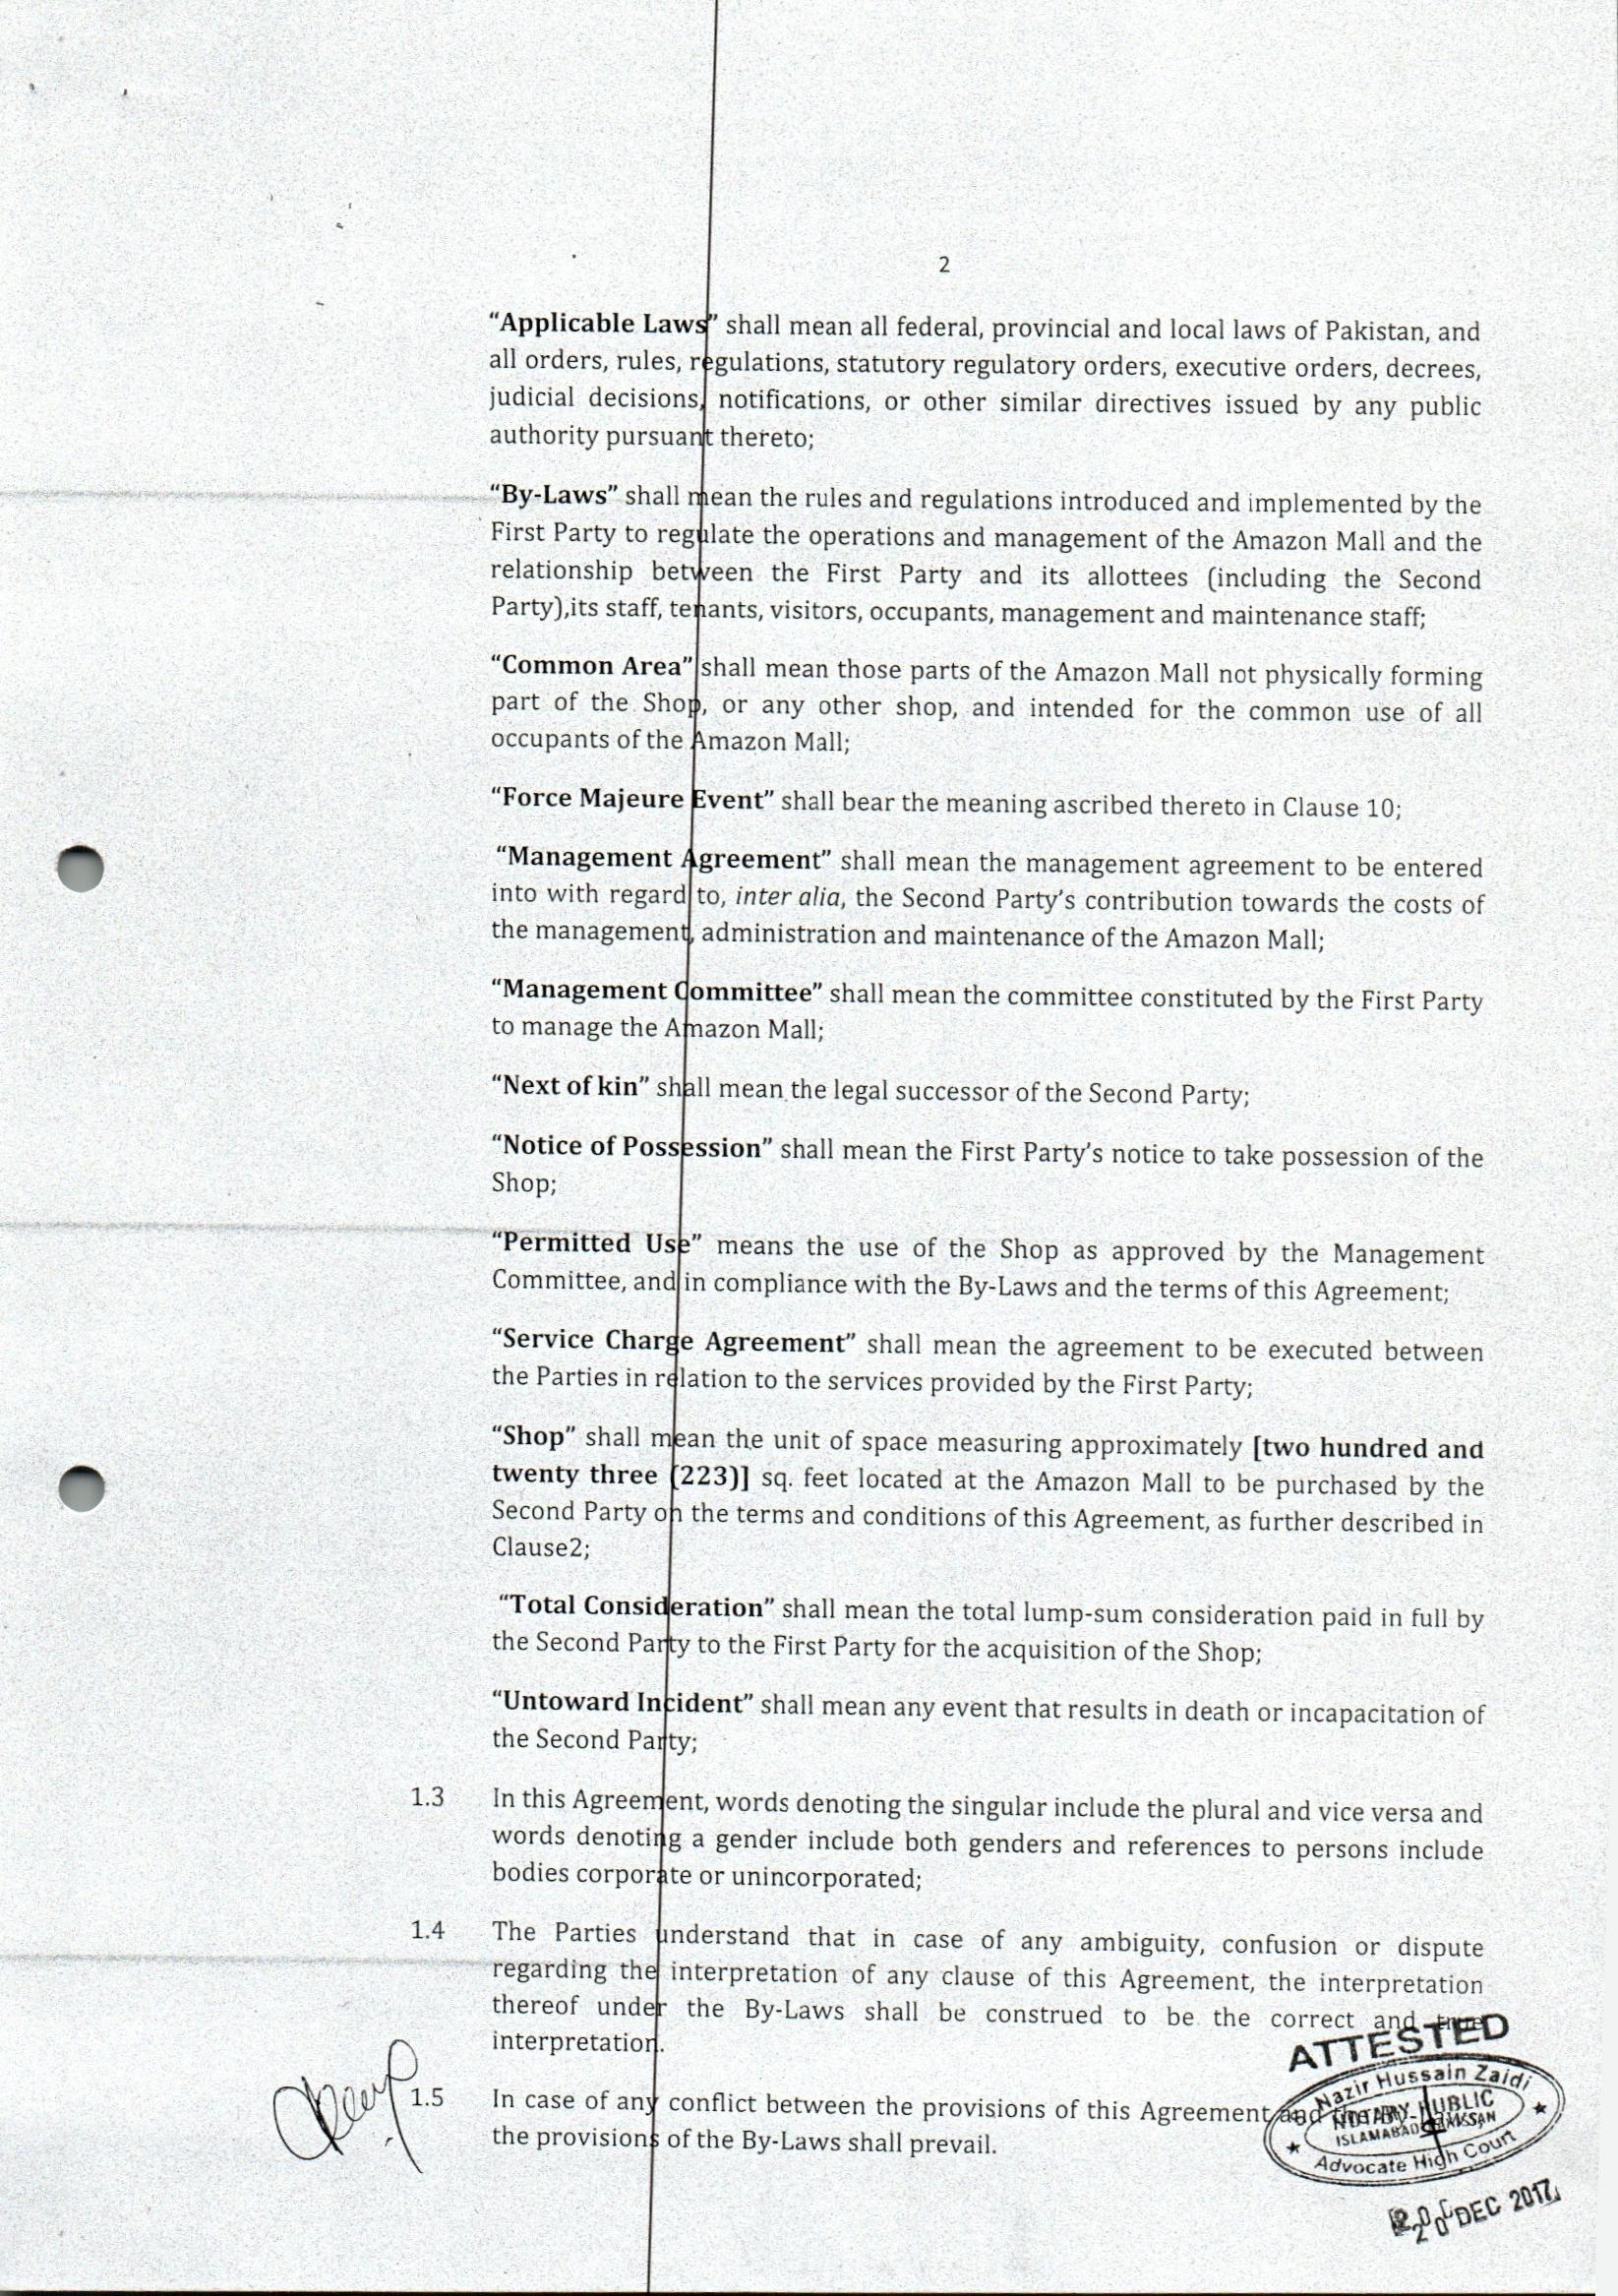 2
“Applicable Laws” shall mean all federal, provincial and local laws of Pakistan, and
all orders, rules, regulations, statutory regulatory orders, executive orders, decrees,
judicial decisions, notifications, or other similar directives issued by any public
authority pursuant thereto;
“By-Laws” shall mean the rules and regulations introduced and implemented by the
First Party to regulate the operations and management of the Amazon Mall and the
relationship between the First Party and its allottees (including the Second
Party),its staff, tenants, visitors, occupants, management and maintenance staff;
“Common Area” shall mean those parts of the Amazon Mall not physically forming
part of the Shop, or any other shop, and intended for the common use of all
occupants of the Amazon Mall;
“Force Majeure Event” shall bear the meaning ascribed thereto in Clause 10;
“Management Agreement” shall mean the management agreement to be entered
into with regard to, inter alia, the Second Party’s contribution towards the costs of
the management, administration and maintenance of the Amazon Mall;
“Management Committee” shall mean the committee constituted by the First Party
to manage the Amazon Mall;
“Next of kin” shall mean the legal successor of the Second Party;
“Notice of Possession” shall mean the First Party’s notice to take possession of the
Shop;
“Permitted Use” means the use of the Shop as approved by the Management
Committee, and in compliance with the By-Laws and the terms of this Agreement;
“Service Charge Agreement” shall mean the agreement to be executed between
the Parties in relation to the services provided by the First Party;
“Shop” shall mean the unit of space measuring approximately [two hundred and
twenty three (223)] sq. feet located at the Amazon Mall to be purchased by the
Second Party on the terms and conditions of this Agreement, as further described in
Clause2;
“Total Consideration” shall mean the total lump-sum consideration paid in full by
the Second Party to the First Party for the acquisition of the Shop;
“Untoward Incident” shall mean any event that results in death or incapacitation of
the Second Party;
1.3 In this Agreement, words denoting the singular include the plural and vice versa and
words denoting a gender include both genders and references to persons include
bodies corporate or unincorporated;
1.4 The Parties understand that in case of any ambiguity, confusion or dispute
regarding the interpretation of any clause of this Agreement, the interpretation
thereof under the By-Laws shall be construed to be the correct and true
interpretation.
1.5 In case of any conflict between the provisions of this Agreement and the By-Laws,
the provisions of the By-Laws shall prevail.
ATTESTED
Nazir Hussain Zaidi
NOTARY PUBLIC
ISLAMABAD
Advocate High Court
DEC 2017